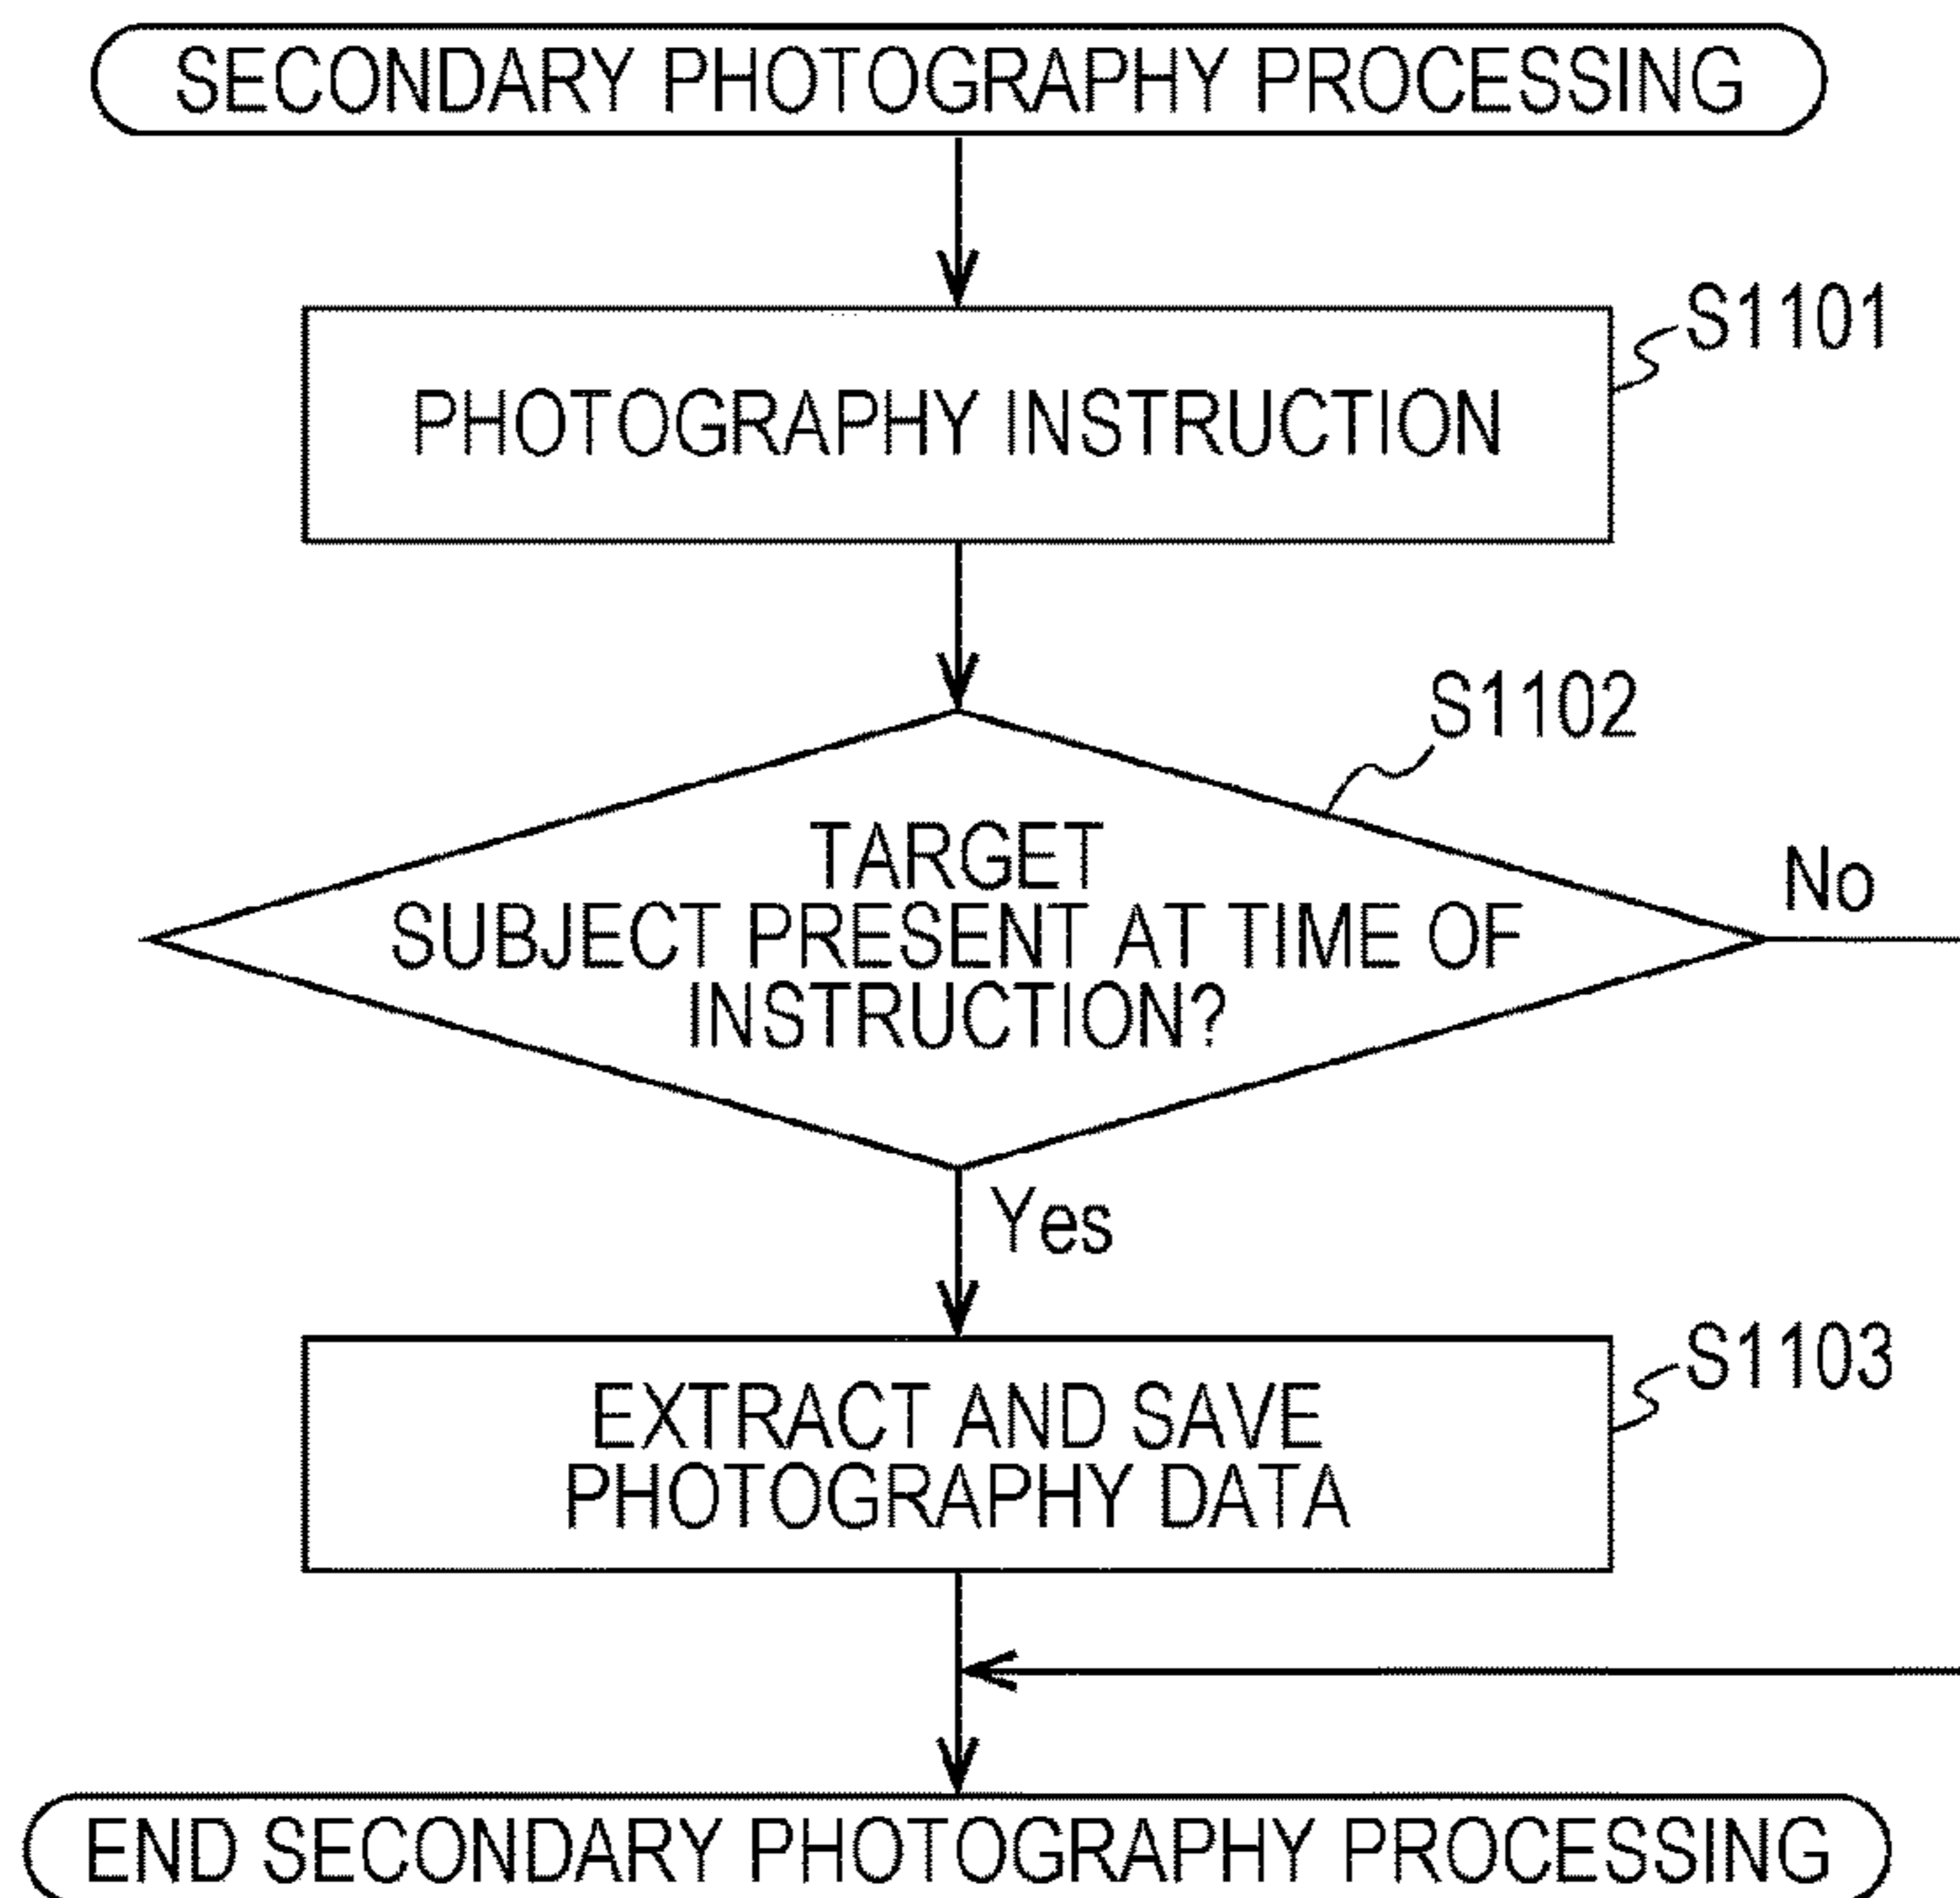 SECONDARY PHOTOGRAPHY PROCESSING
S1101
PHOTOGRAPHY INSTRUCTION
S1102
TARGET
SUBJECT PRESENT AT TIME OF
INSTRUCTION?
No
Yes
S1103
EXTRACT AND SAVE
PHOTOGRAPHY DATA
END SECONDARY PHOTOGRAPHY PROCESSING